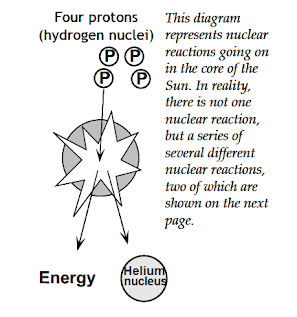 Four protons
(hydrogen nuclei)
P P
P P
Energy
Helium
nucleus
This diagram
represents nuclear
reactions going on
in the core of the
Sun. In reality,
there is not one
nuclear reaction,
but a series of
several different
nuclear reactions,
two of which are
shown on the next
page.